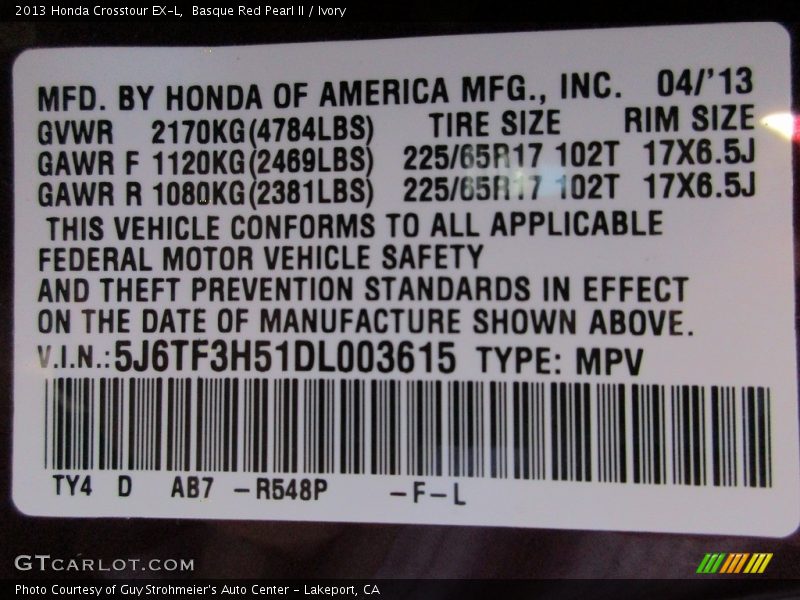 2013 Honda Crosstour EX-L, Basque Red Pearl II / Ivory
MFD. BY HONDA OF AMERICA MFG., INC. 04/'13
GVWR 2170KG(4784LBS) TIRE SIZE RIM SIZE
GAWR F 1120KG(2469LBS) 225/65R17 102T 17X6.5J
GAWR R 1080KG(2381LBS) 225/65R17 102T 17X6.5J
THIS VEHICLE CONFORMS TO ALL APPLICABLE
FEDERAL MOTOR VEHICLE SAFETY
AND THEFT PREVENTION STANDARDS IN EFFECT
ON THE DATE OF MANUFACTURE SHOWN ABOVE.
V.I.N.:5J6TF3H51DL003615 TYPE: MPV
TY4 D AB7 -R548P -F-L
GTCARLOT.COM
Photo Courtesy of Guy Strohmeier's Auto Center - Lakeport, CA